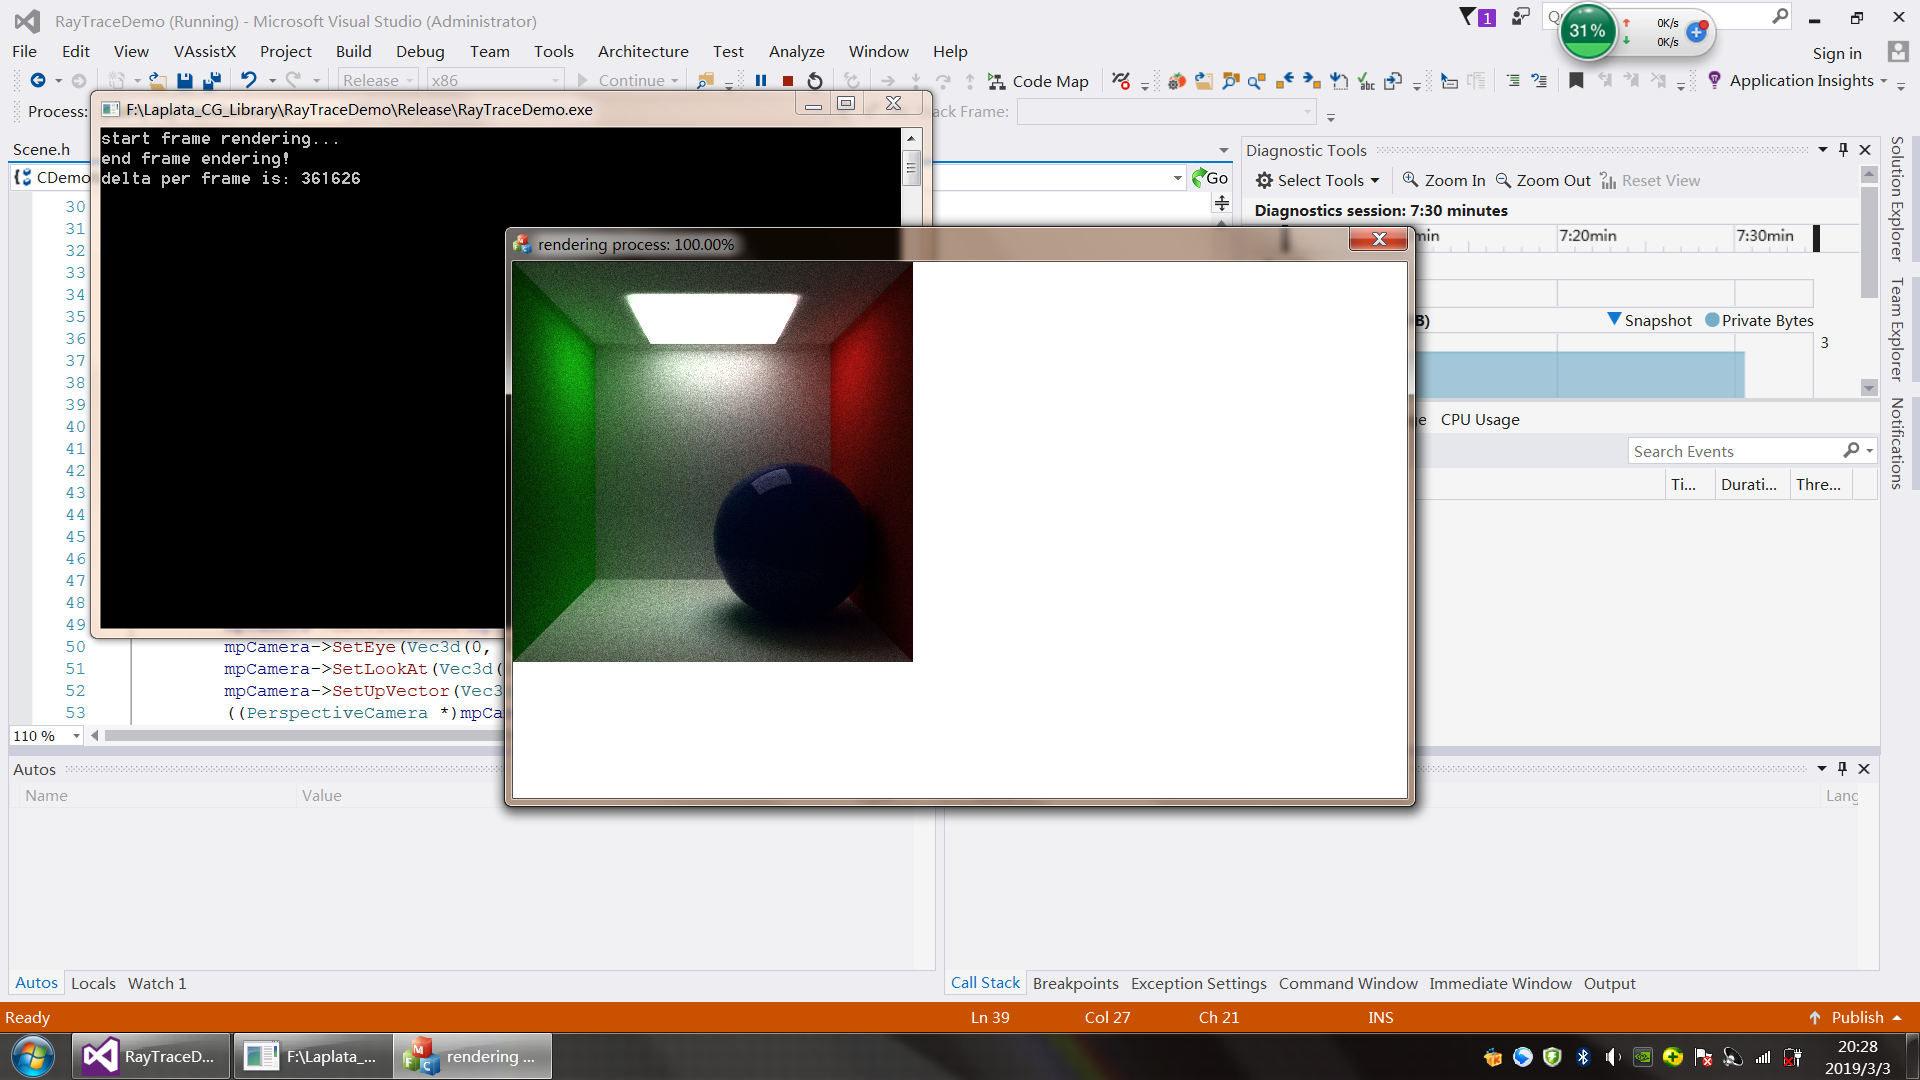 RayTraceDemo (Running) - Microsoft Visual Studio (Administrator)
1
31%
0K/s
0K/s
File Edit View VAssistX Project Build Debug Team Tools Architecture Test Analyze Window Help
Sign in
Release x86 Continue Code Map Application Insights
Process:
F:\Laplata_CG_Library\RayTraceDemo\Release\RayTraceDemo.exe
ck Frame:
start frame rendering...
end frame endering!
delta per frame is: 361626
Scene.h
CDemo
Go
30
31
32
33
34
35
36
37
38
39
40
41
42
43
44
45
46
47
48
49
50 mpCamera->SetEye(Vec3d(0,
51 mpCamera->SetLookAt(Vec3d(
52 mpCamera->SetUpVector(Vec3
53 ((PerspectiveCamera *)mpCa
110 %
rendering process: 100.00%
Diagnostic Tools
Select Tools Zoom In Zoom Out Reset View
Diagnostics session: 7:30 minutes
min 7:20min 7:30min
B) Snapshot Private Bytes
3
e CPU Usage
Search Events
Ti... Durati... Thre...
Solution Explorer
Team Explorer
Notifications
Autos
Name Value
Lang
Autos Locals Watch 1
Call Stack Breakpoints Exception Settings Command Window Immediate Window Output
Ready Ln 39 Col 27 Ch 21 INS Publish
RayTraceD... F:\Laplata_... rendering ...
20:28
2019/3/3